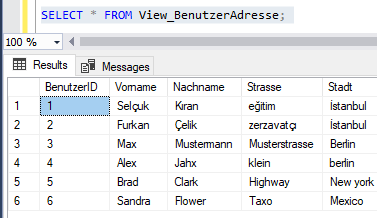 SELECT * FROM View_BenutzerAdresse;
100 %
Results Messages
BenutzerID Vorname Nachname Strasse Stadt
1 1 Selçuk Kıran eğitim İstanbul
2 2 Furkan Çelik zerzavatçı İstanbul
3 3 Max Mustemann Musterstrasse Berlin
4 4 Alex Jahx klein berlin
5 5 Brad Clark Highway New york
6 6 Sandra Flower Taxo Mexico